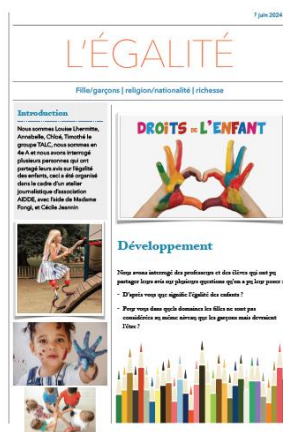 7 juin 2024
L'ÉGALITÉ
Fille/garçons | religion/nationalité | richesse
Introduction
Nous sommes Louise Lhermitte,
Annabelle, Chloé, Timothé le
groupe TALC, nous sommes en
4e A et nous avons interrogé
plusieurs personnes qui ont
partagé leurs avis sur l'égalité
des enfants, ceci a été organisé
dans le cadre d'un atelier
journalistique d'association
AIDDE, avec l'aide de Madame
Fongi, et Cécile Jeannin
DROITS DE L'ENFANT
Développement
Nous avons interrogé des professeurs et des élèves qui ont pu
partager leurs avis sur plusieurs questions qu'on a pu leur poser :
- D'après vous que signifie l'égalité des enfants ?
- Pour vous dans quels domaines les filles ne sont pas
considérées au même niveau que les garçons mais devraient
l'être ?